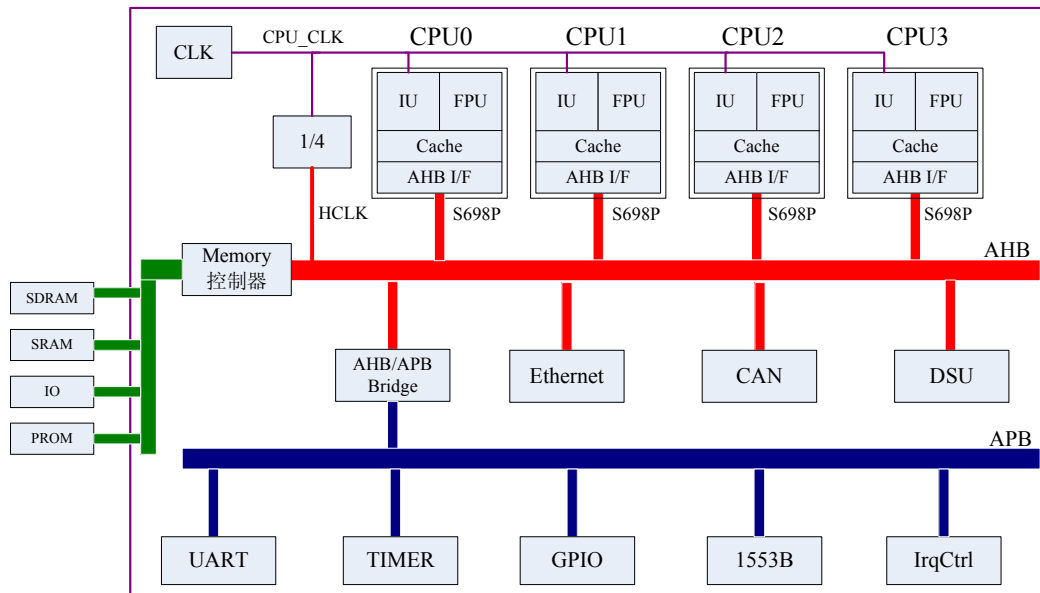 CLK
CPU_CLK
CPU0
CPU1
CPU2
CPU3
IU
FPU
IU
FPU
IU
FPU
IU
FPU
1/4
Cache
Cache
Cache
Cache
AHB I/F
AHB I/F
AHB I/F
AHB I/F
HCLK
S698P
S698P
S698P
S698P
Memory
控制器
AHB
SDRAM
SRAM
IO
PROM
AHB/APB
Bridge
Ethernet
CAN
DSU
APB
UART
TIMER
GPIO
1553B
IrqCtrl